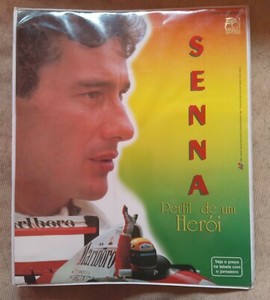 SENNA
Perfil de um
Herói
Marlboro
Marlboro
Veja o preço
na tabela com
o jornaleiro